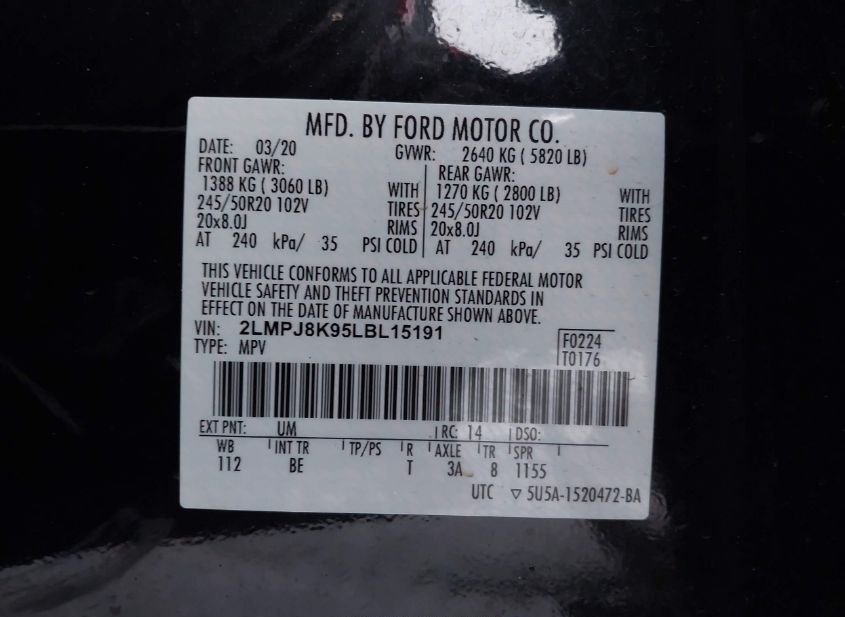 MFD. BY FORD MOTOR CO.
DATE: 03/20 GVWR: 2640 KG ( 5820 LB)
FRONT GAWR: REAR GAWR:
1388 KG ( 3060 LB) WITH 1270 KG ( 2800 LB) WITH
245/50R20 102V TIRES 245/50R20 102V TIRES
20x8.0J RIMS 20x8.0J RIMS
AT 240 kPa/ 35 PSI COLD AT 240 kPa/ 35 PSI COLD
THIS VEHICLE CONFORMS TO ALL APPLICABLE FEDERAL MOTOR
VEHICLE SAFETY AND THEFT PREVENTION STANDARDS IN
EFFECT ON THE DATE OF MANUFACTURE SHOWN ABOVE.
VIN: 2LMPJ8K95LBL15191
TYPE: MPV
F0224
T0176
EXT PNT: UM RC: 14 DSO:
WB INT TR TP/PS R AXLE TR SPR
112 BE T 3A 8 1155
UTC ▽ 5U5A-1520472-BA